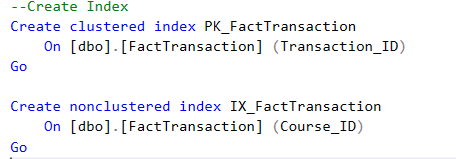 --Create Index
Create clustered index PK_FactTransaction
    On [dbo].[FactTransaction] (Transaction_ID)
Go

Create nonclustered index IX_FactTransaction
    On [dbo].[FactTransaction] (Course_ID)
Go